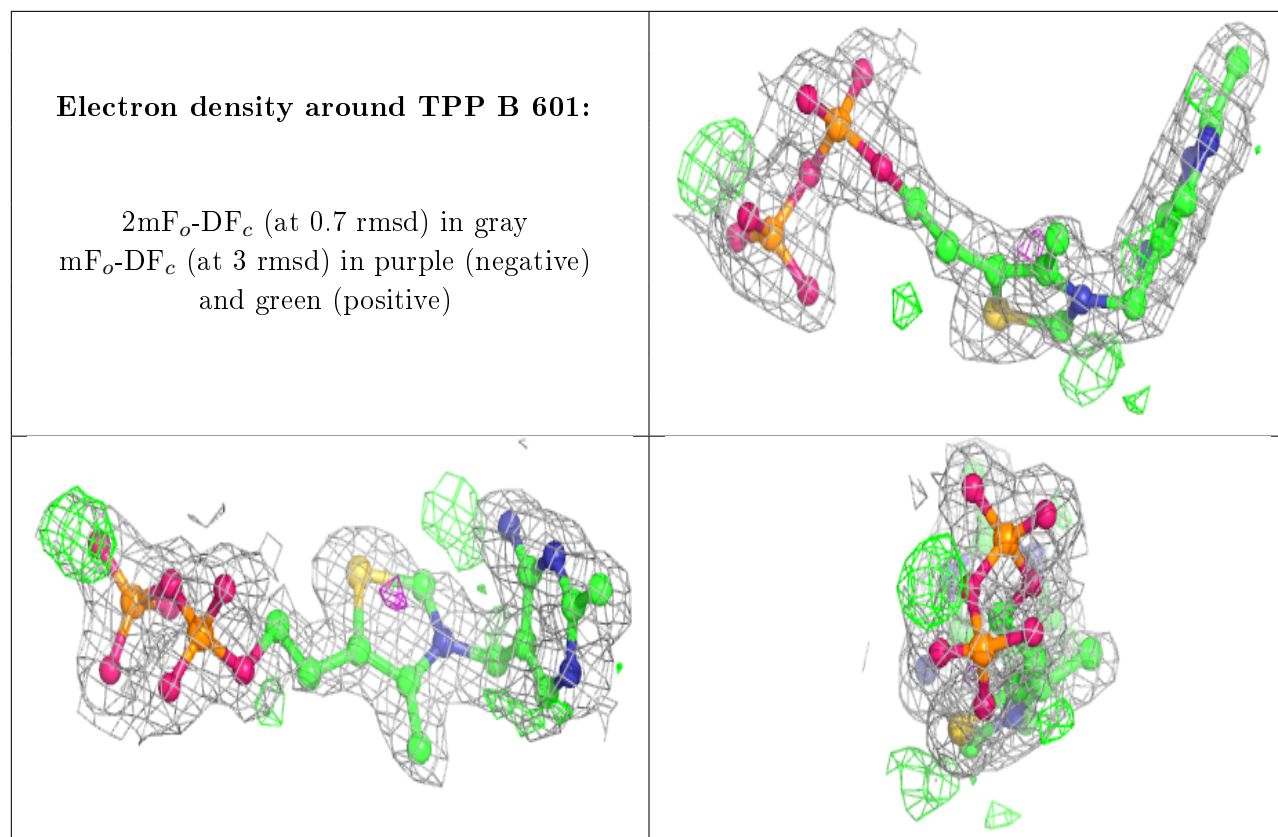 Electron density around TPP B 601:
2mFₒ-DF𝒸 (at 0.7 rmsd) in gray
mFₒ-DF𝒸 (at 3 rmsd) in purple (negative)
and green (positive)